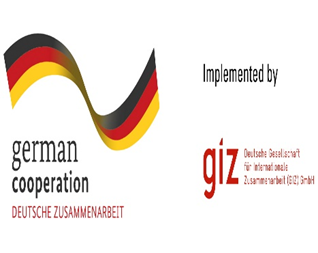 german
cooperation
DEUTSCHE ZUSAMMENARBEIT
Implemented by
giz
Deutsche Gesellschaft
für Internationale
Zusammenarbeit (GIZ) GmbH